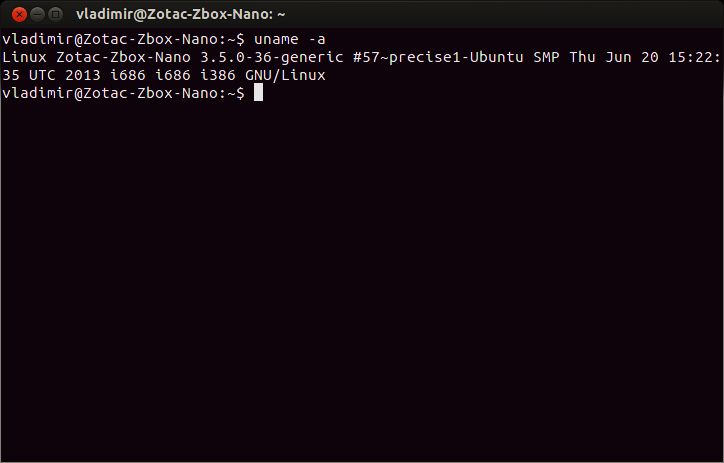 vladimir@Zotac-Zbox-Nano: ~
vladimir@Zotac-Zbox-Nano:~$ uname -a
Linux Zotac-Zbox-Nano 3.5.0-36-generic #57~precise1-Ubuntu SMP Thu Jun 20 15:22:
35 UTC 2013 i686 i686 i386 GNU/Linux
vladimir@Zotac-Zbox-Nano:~$